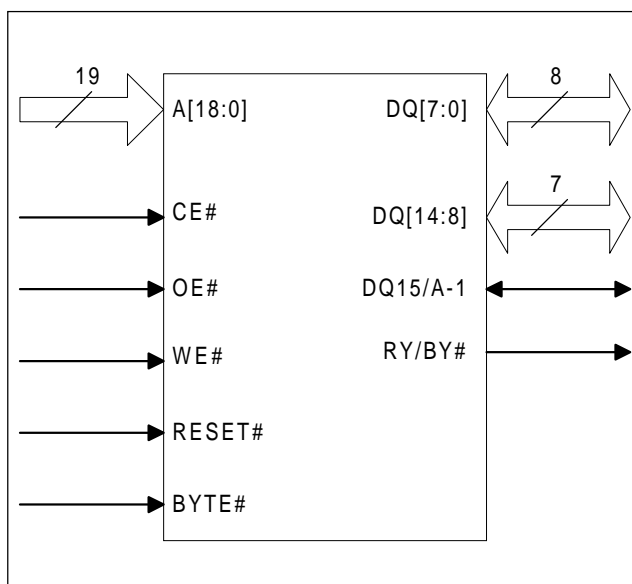 19
8
A[18:0]
DQ[7:0]
7
CE#
DQ[14:8]
OE#
DQ15/A-1
WE#
RY/BY#
RESET#
BYTE#